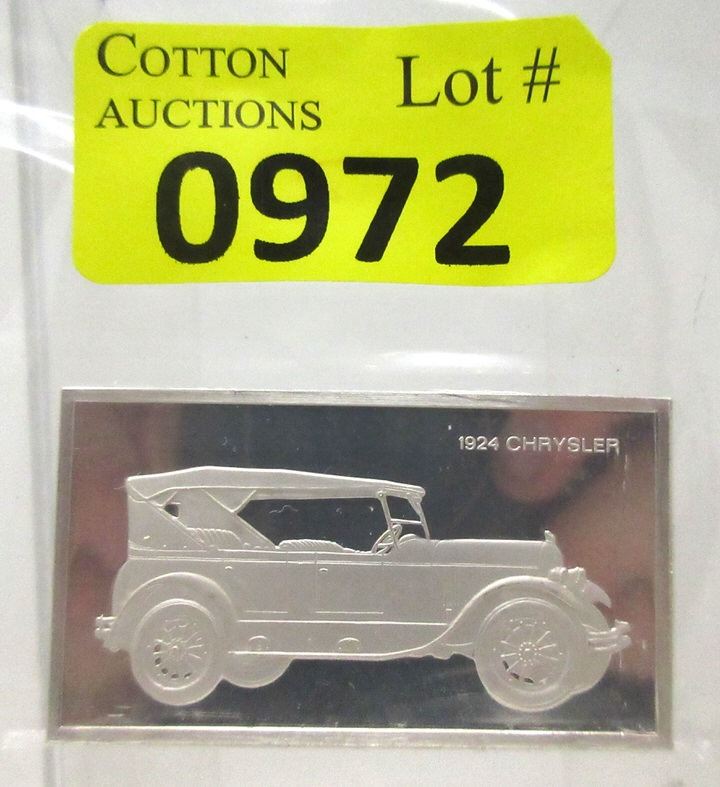 COTTON
AUCTIONS
Lot #
0972
1924 CHRYSLER